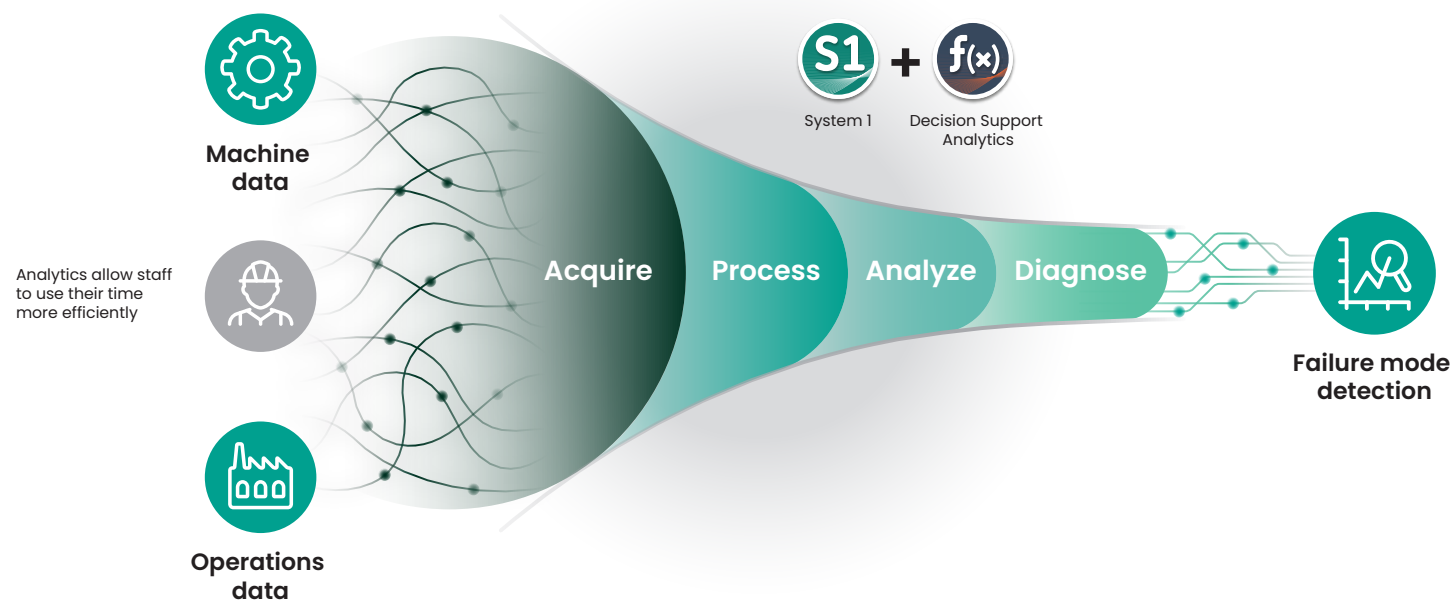 S1
f(x)
System 1
Decision Support
Analytics
Machine
data
Analytics allow staff
to use their time
more efficiently
Acquire
Process
Analyze
Diagnose
Failure mode
detection
Operations
data